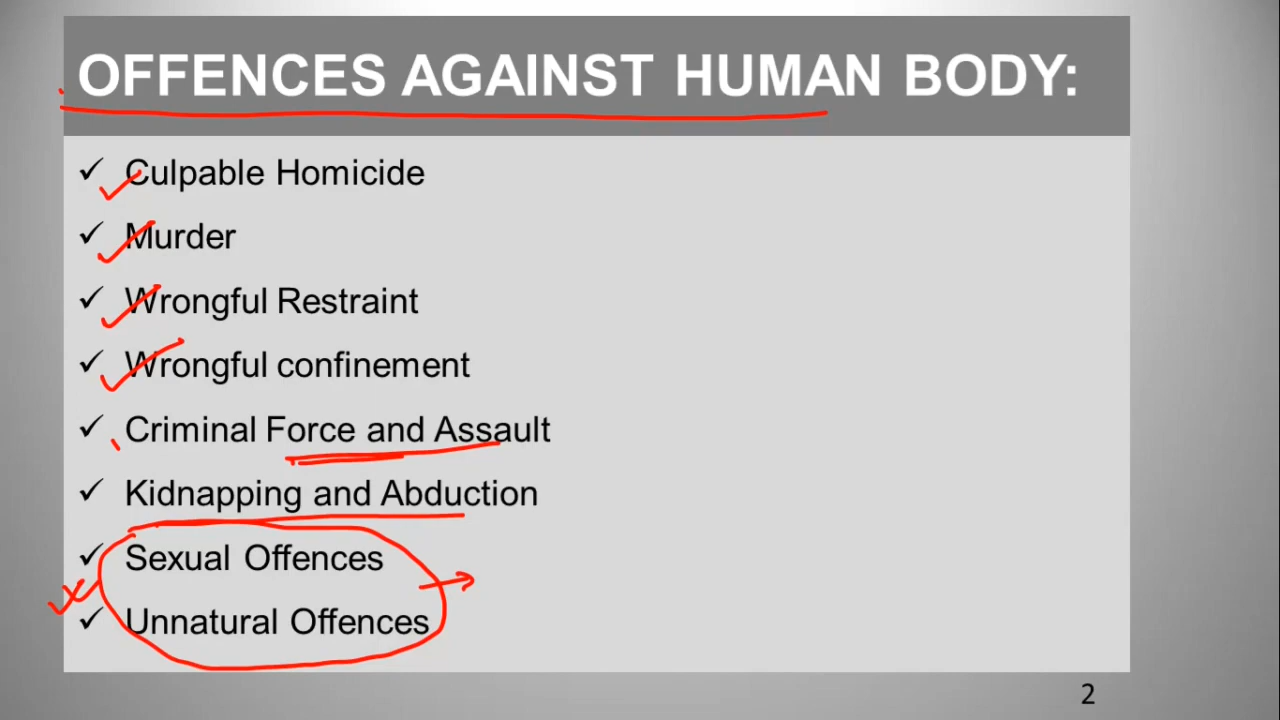 OFFENCES AGAINST HUMAN BODY:
✓ Culpable Homicide
✓ Murder
✓ Wrongful Restraint
✓ Wrongful confinement
✓ Criminal Force and Assault
✓ Kidnapping and Abduction
✓ Sexual Offences
✓ Unnatural Offences
2